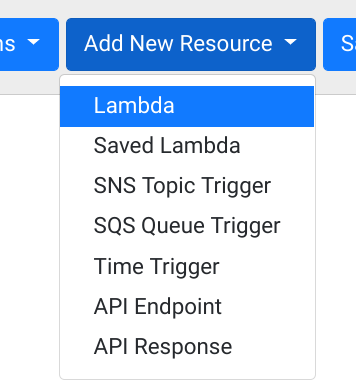 ns Add New Resource S
Lambda
Saved Lambda
SNS Topic Trigger
SQS Queue Trigger
Time Trigger
API Endpoint
API Response